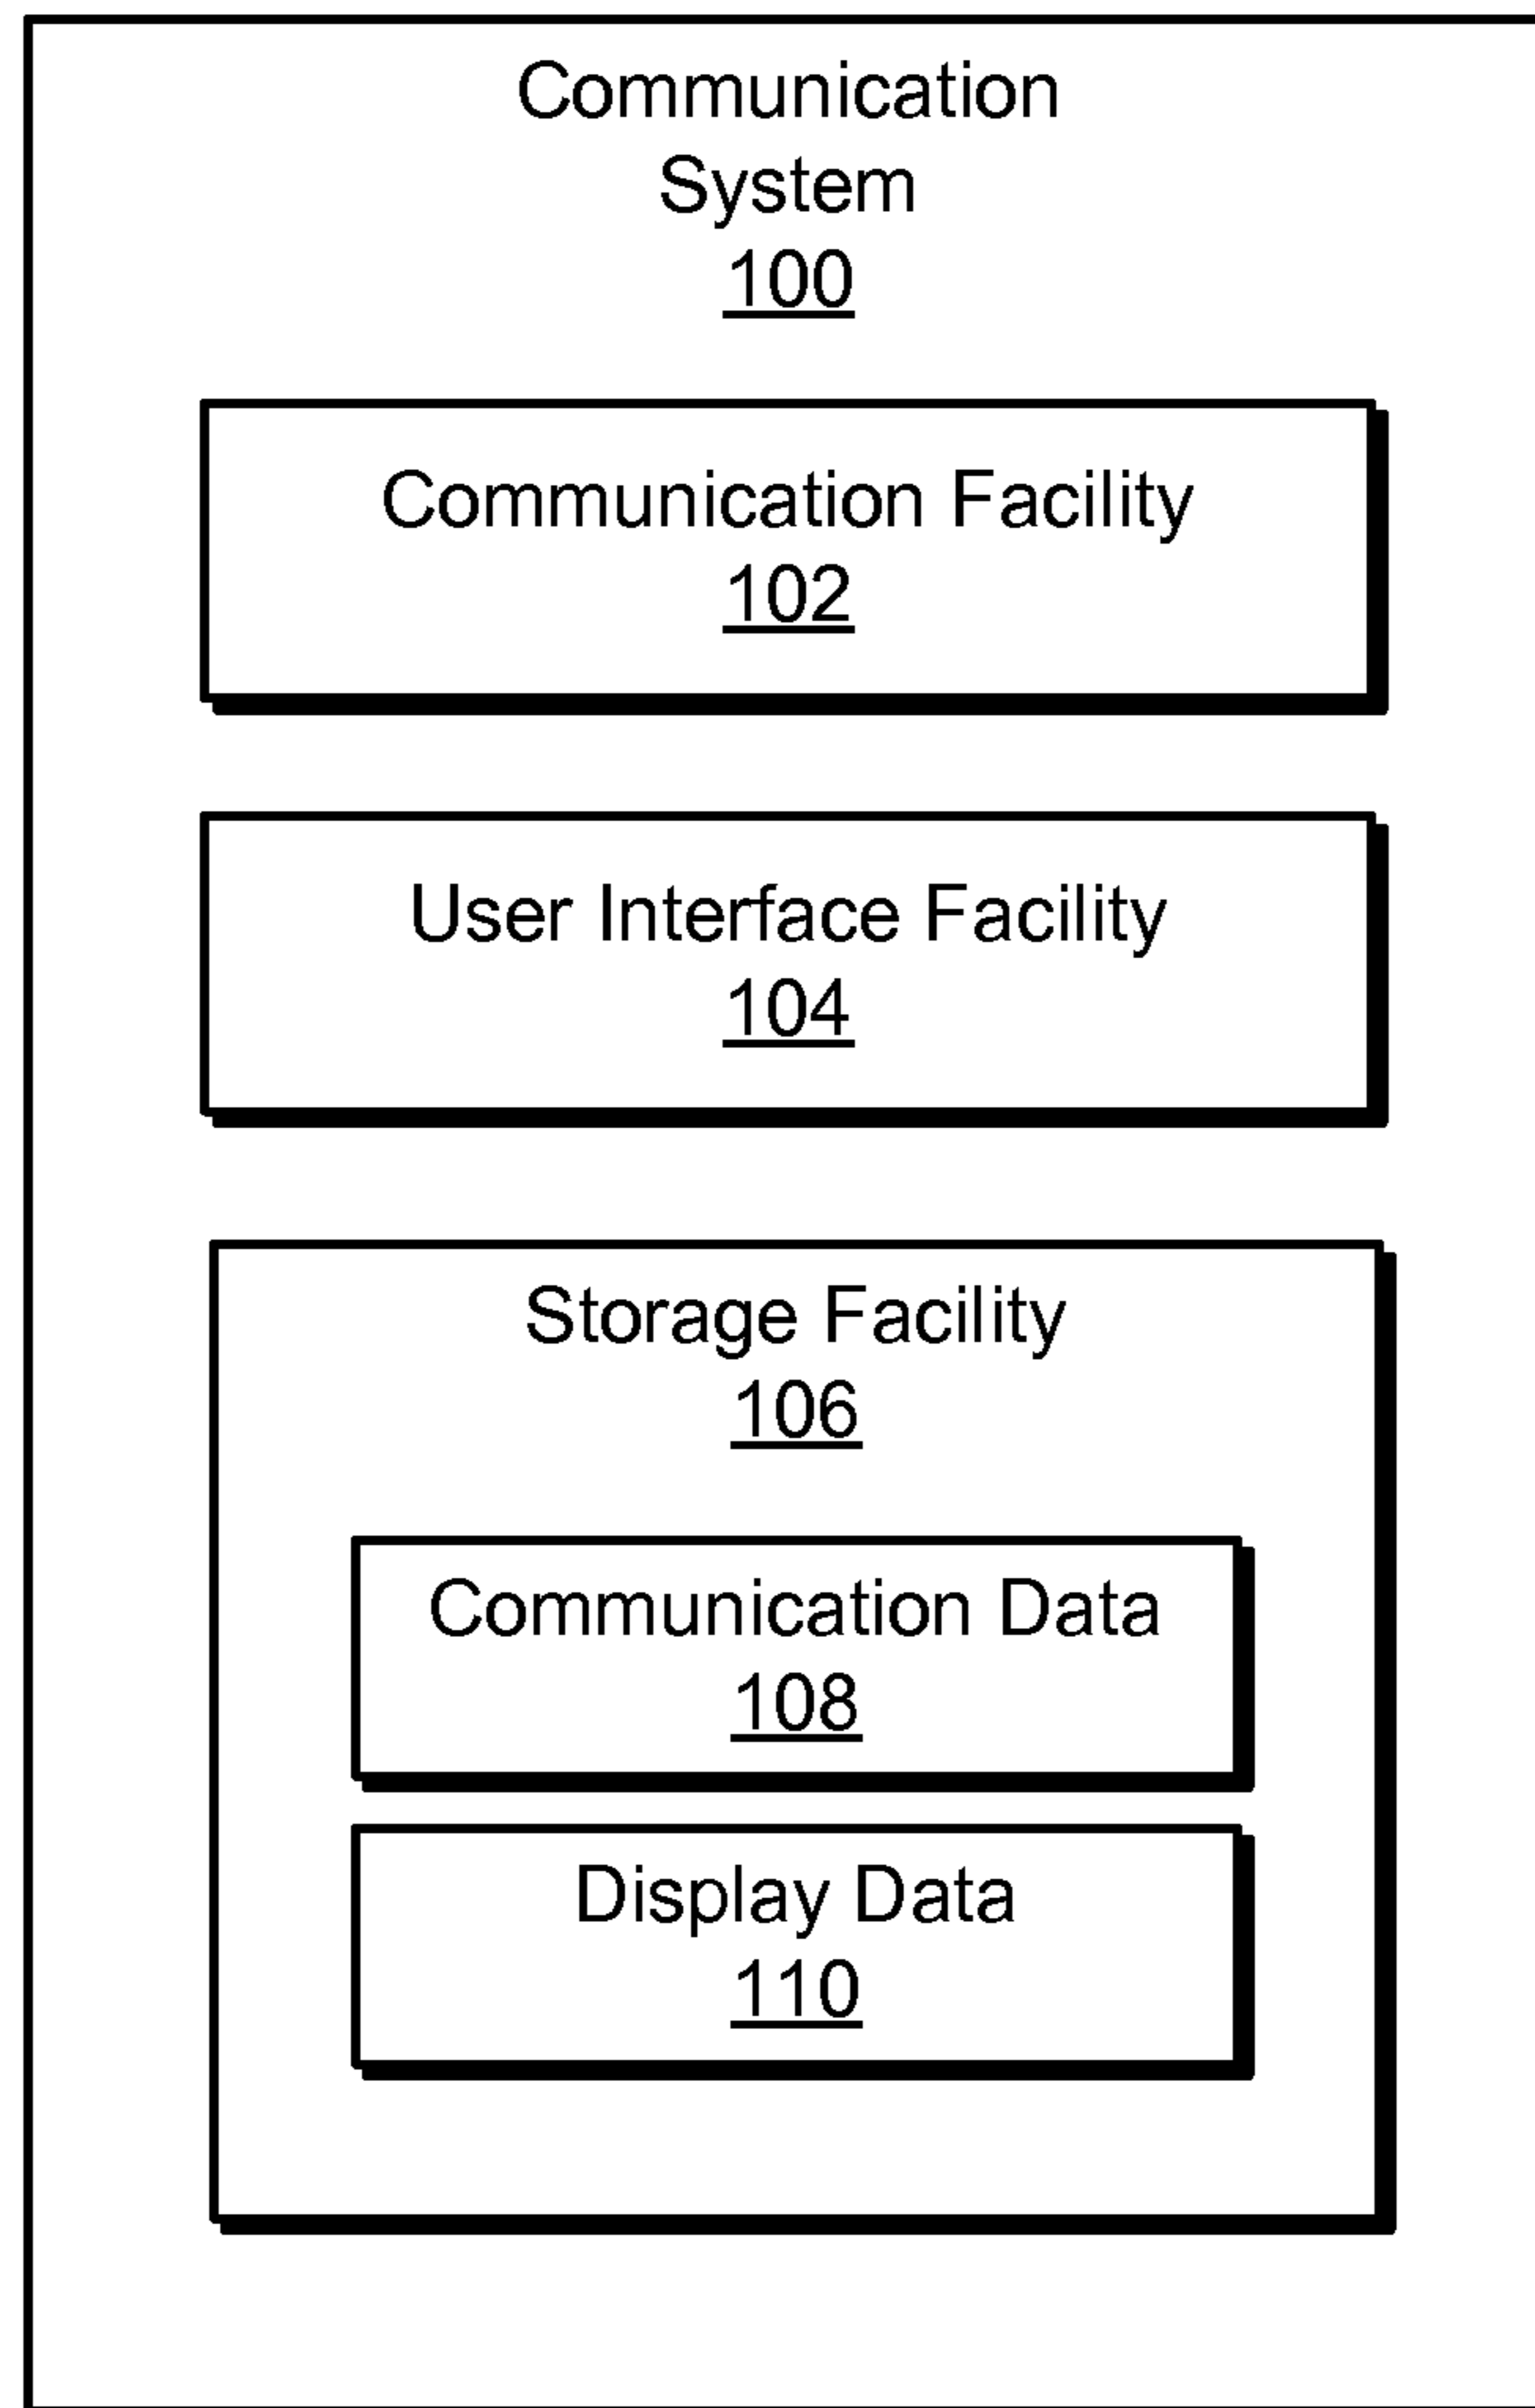 Communication
System
100
Communication Facility
102
User Interface Facility
104
Storage Facility
106
Communication Data
108
Display Data
110